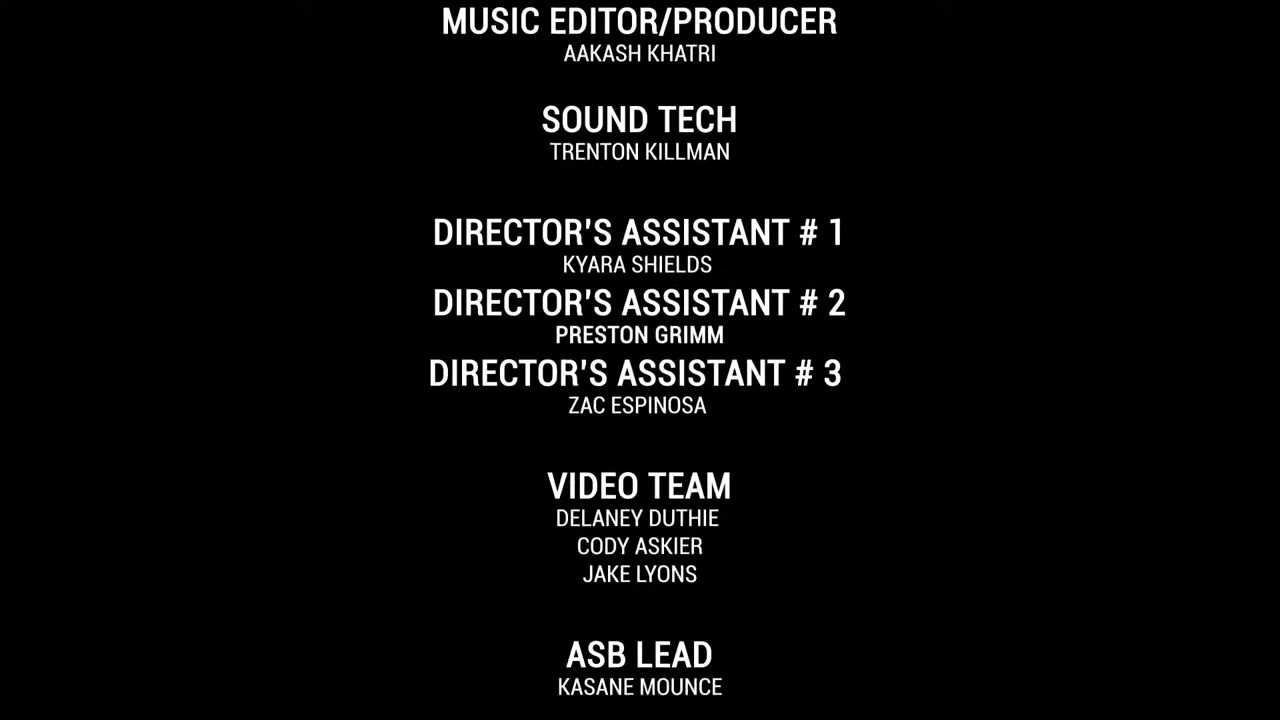 MUSIC EDITOR/PRODUCER
AAKASH KHATRI
SOUND TECH
TRENTON KILLMAN
DIRECTOR'S ASSISTANT # 1
KYARA SHIELDS
DIRECTOR'S ASSISTANT # 2
PRESTON GRIMM
DIRECTOR'S ASSISTANT # 3
ZAC ESPINOSA
VIDEO TEAM
DELANEY DUTHIE
CODY ASKIER
JAKE LYONS
ASB LEAD
KASANE MOUNCE